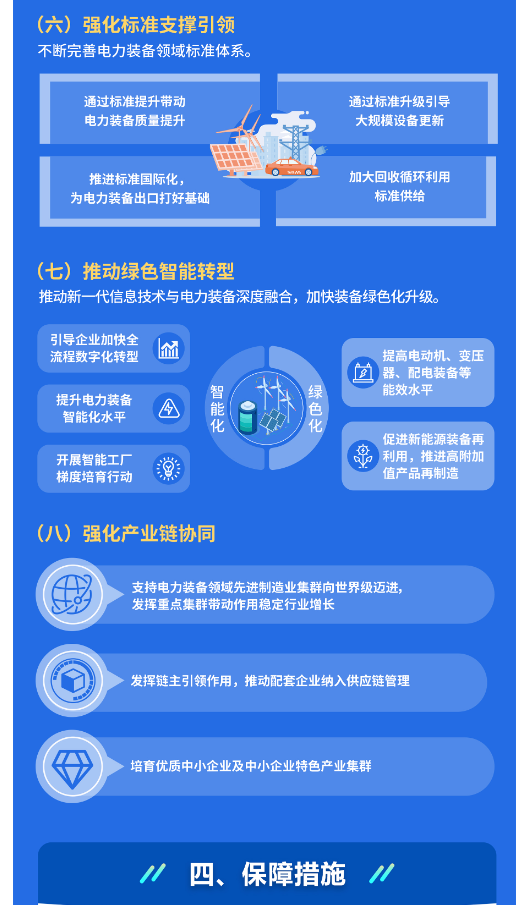 （六）强化标准支撑引领
不断完善电力装备领域标准体系。
通过标准提升带动
电力装备质量提升
通过标准升级引导
大规模设备更新
推进标准国际化，
为电力装备出口打好基础
加大回收循环利用
标准供给
（七）推动绿色智能转型
推动新一代信息技术与电力装备深度融合，加快装备绿色化升级。
引导企业加快全
流程数字化转型
提升电力装备
智能化水平
开展智能工厂
梯度培育行动
智能化
绿色化
提高电动机、变压
器、配电装备等
能效水平
促进新能源装备再
利用，推进高附加
值产品再制造
（八）强化产业链协同
支持电力装备领域先进制造业集群向世界级迈进，
发挥重点集群带动作用稳定行业增长
发挥链主引领作用，推动配套企业纳入供应链管理
培育优质中小企业及中小企业特色产业集群
四、保障措施